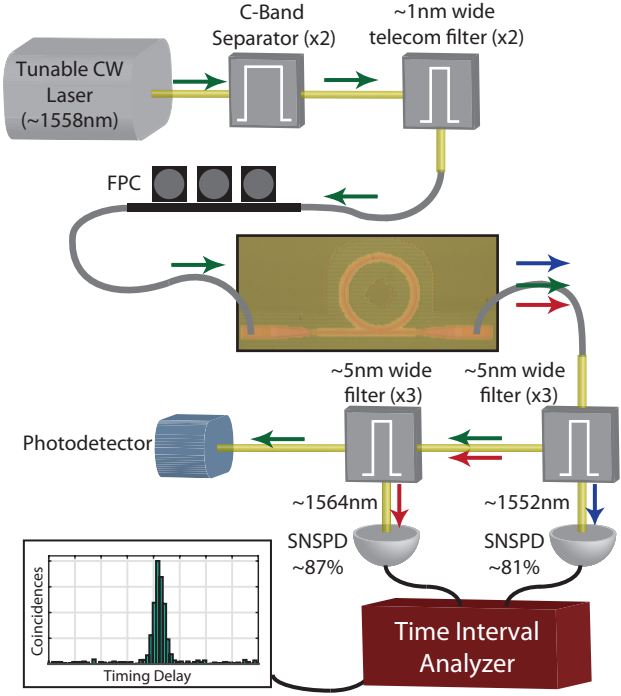 C-Band
Separator (x2)
~1nm wide
telecom filter (x2)
Tunable CW
Laser
(~1558nm)
FPC
~5nm wide
filter (x3)
~5nm wide
filter (x3)
Photodetector
~1564nm
~1552nm
SNSPD
~87%
SNSPD
~81%
Coincidences
Timing Delay
Time Interval
Analyzer